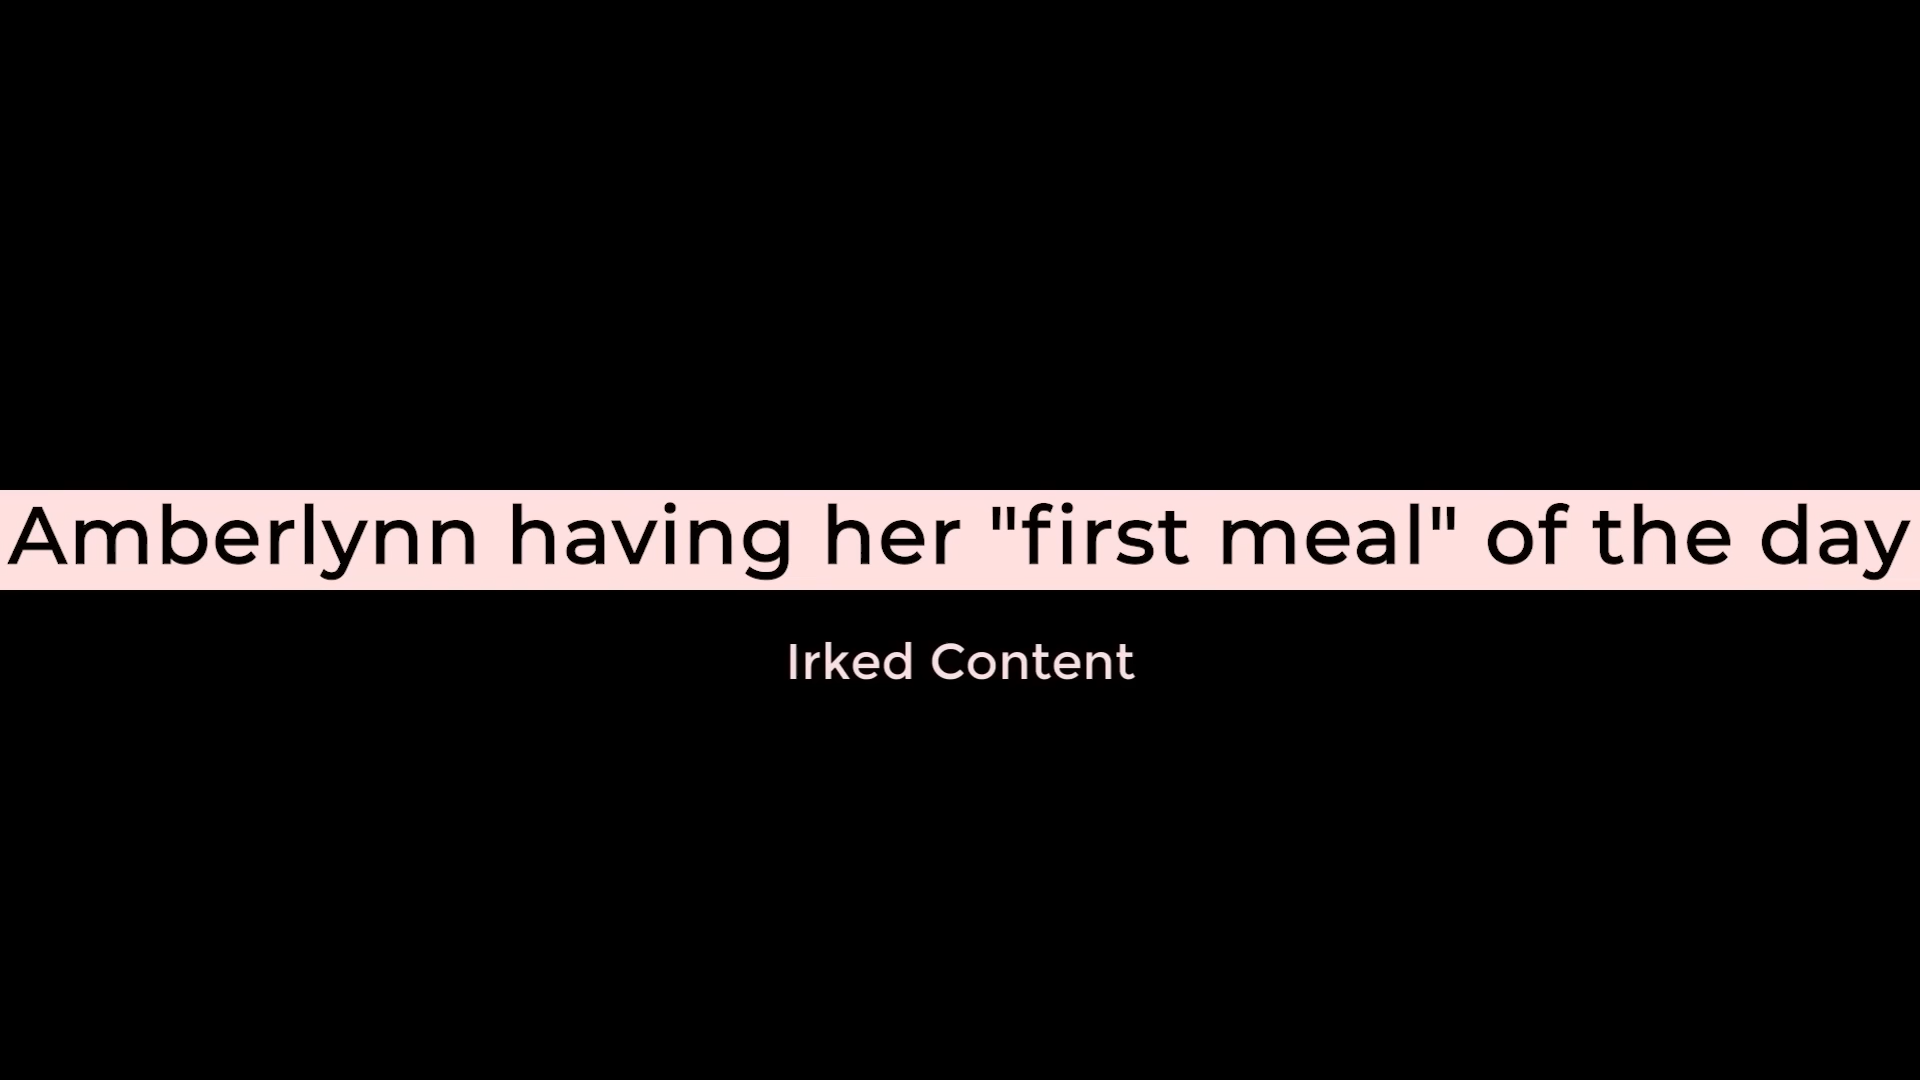 Amberlynn having her "first meal" of the day
Irked Content